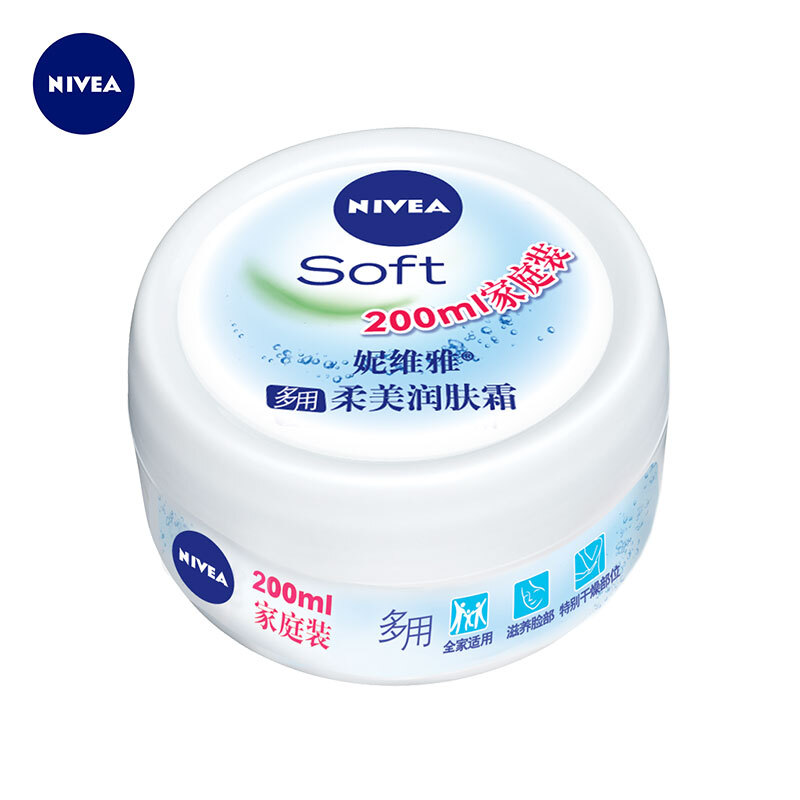 NIVEA
NIVEA
Soft
200ml家庭装
妮维雅®
多用 柔美润肤霜
NIVEA
200ml
家庭装
多用
全家适用
滋养脸部
特别干燥部位